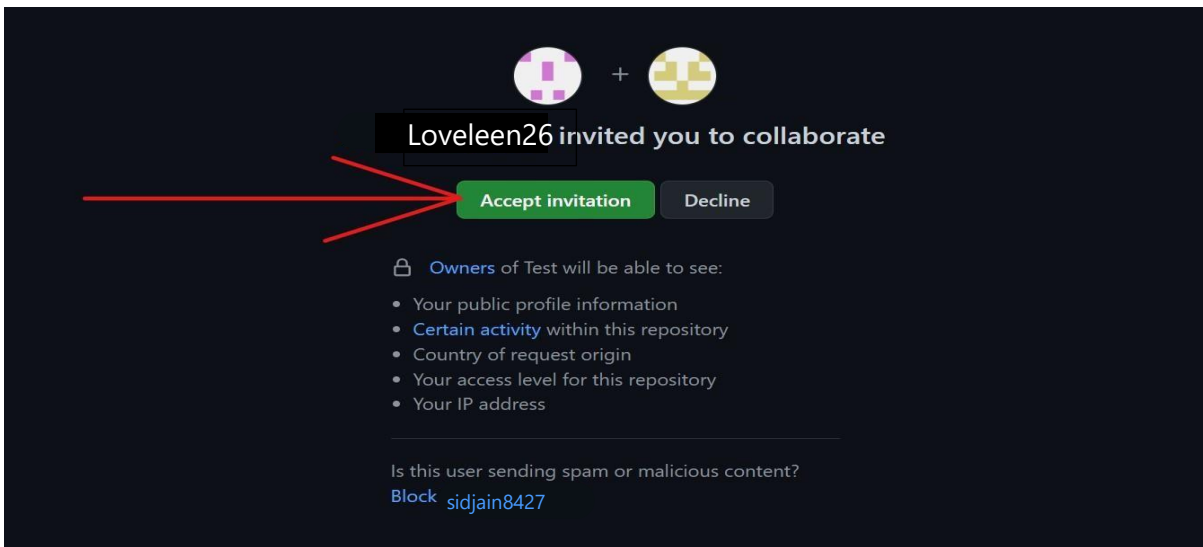 +
Loveleen26 invited you to collaborate
Accept invitation Decline
Owners of Test will be able to see:
• Your public profile information
• Certain activity within this repository
• Country of request origin
• Your access level for this repository
• Your IP address
Is this user sending spam or malicious content?
Block sidjain8427